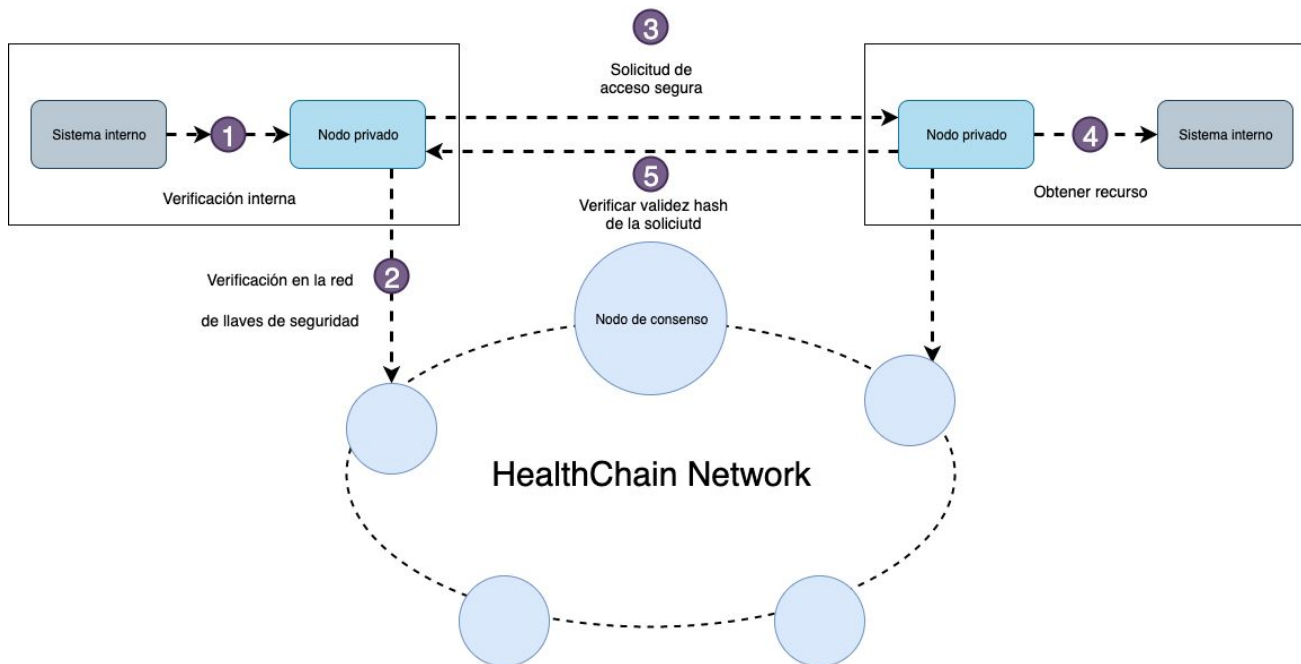 3
Solicitud de
acceso segura
Sistema interno
1
Nodo privado
Nodo privado
4
Sistema interno
5
Verificación interna
Obtener recurso
Verificar validez hash
de la soliciutd
2
Verificación en la red
de llaves de seguridad
Nodo de consenso
HealthChain Network